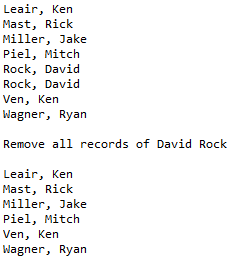 Leair, Ken
Mast, Rick
Miller, Jake
Piel, Mitch
Rock, David
Rock, David
Ven, Ken
Wagner, Ryan
Remove all records of David Rock
Leair, Ken
Mast, Rick
Miller, Jake
Piel, Mitch
Ven, Ken
Wagner, Ryan